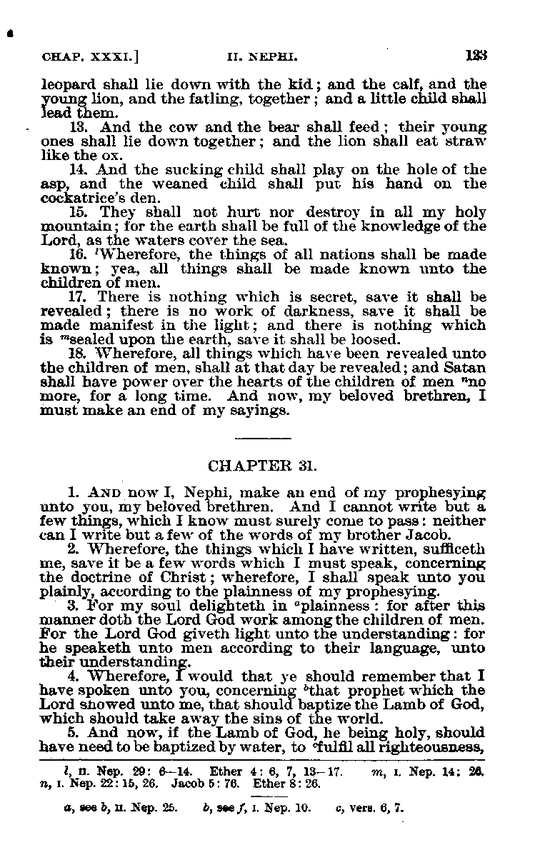 CHAP. XXXI.] II. NEPHI. 123
leopard shall lie down with the kid; and the calf, and the
young lion, and the fatling, together; and a little child shall
lead them.
13. And the cow and the bear shall feed; their young
ones shall lie down together; and the lion shall eat straw
like the ox.
14. And the sucking child shall play on the hole of the
asp, and the weaned child shall put his hand on the
cockatrice's den.
15. They shall not hurt nor destroy in all my holy
mountain; for the earth shall be full of the knowledge of the
Lord, as the waters cover the sea.
16. ˡWherefore, the things of all nations shall be made
known; yea, all things shall be made known unto the
children of men.
17. There is nothing which is secret, save it shall be
revealed; there is no work of darkness, save it shall be
made manifest in the light; and there is nothing which
is ᵐsealed upon the earth, save it shall be loosed.
18. Wherefore, all things which have been revealed unto
the children of men, shall at that day be revealed; and Satan
shall have power over the hearts of the children of men ⁿno
more, for a long time. And now, my beloved brethren, I
must make an end of my sayings.
CHAPTER 31.
1. AND now I, Nephi, make an end of my prophesying
unto you, my beloved brethren. And I cannot write but a
few things, which I know must surely come to pass: neither
can I write but a few of the words of my brother Jacob.
2. Wherefore, the things which I have written, sufficeth
me, save it be a few words which I must speak, concerning
the doctrine of Christ; wherefore, I shall speak unto you
plainly, according to the plainness of my prophesying.
3. For my soul delighteth in ᵃplainness: for after this
manner doth the Lord God work among the children of men.
For the Lord God giveth light unto the understanding: for
he speaketh unto men according to their language, unto
their understanding.
4. Wherefore, I would that ye should remember that I
have spoken unto you, concerning ᵇthat prophet which the
Lord showed unto me, that should baptize the Lamb of God,
which should take away the sins of the world.
5. And now, if the Lamb of God, he being holy, should
have need to be baptized by water, to ᶜfulfil all righteousness,
l, II. Nep. 29: 6—14. Ether 4: 6, 7, 13—17. m, I. Nep. 14: 26.
n, I. Nep. 22: 15, 26. Jacob 5: 76. Ether 8: 26.
a, see b, II. Nep. 25. b, see f, I. Nep. 10. c, vers. 6, 7.